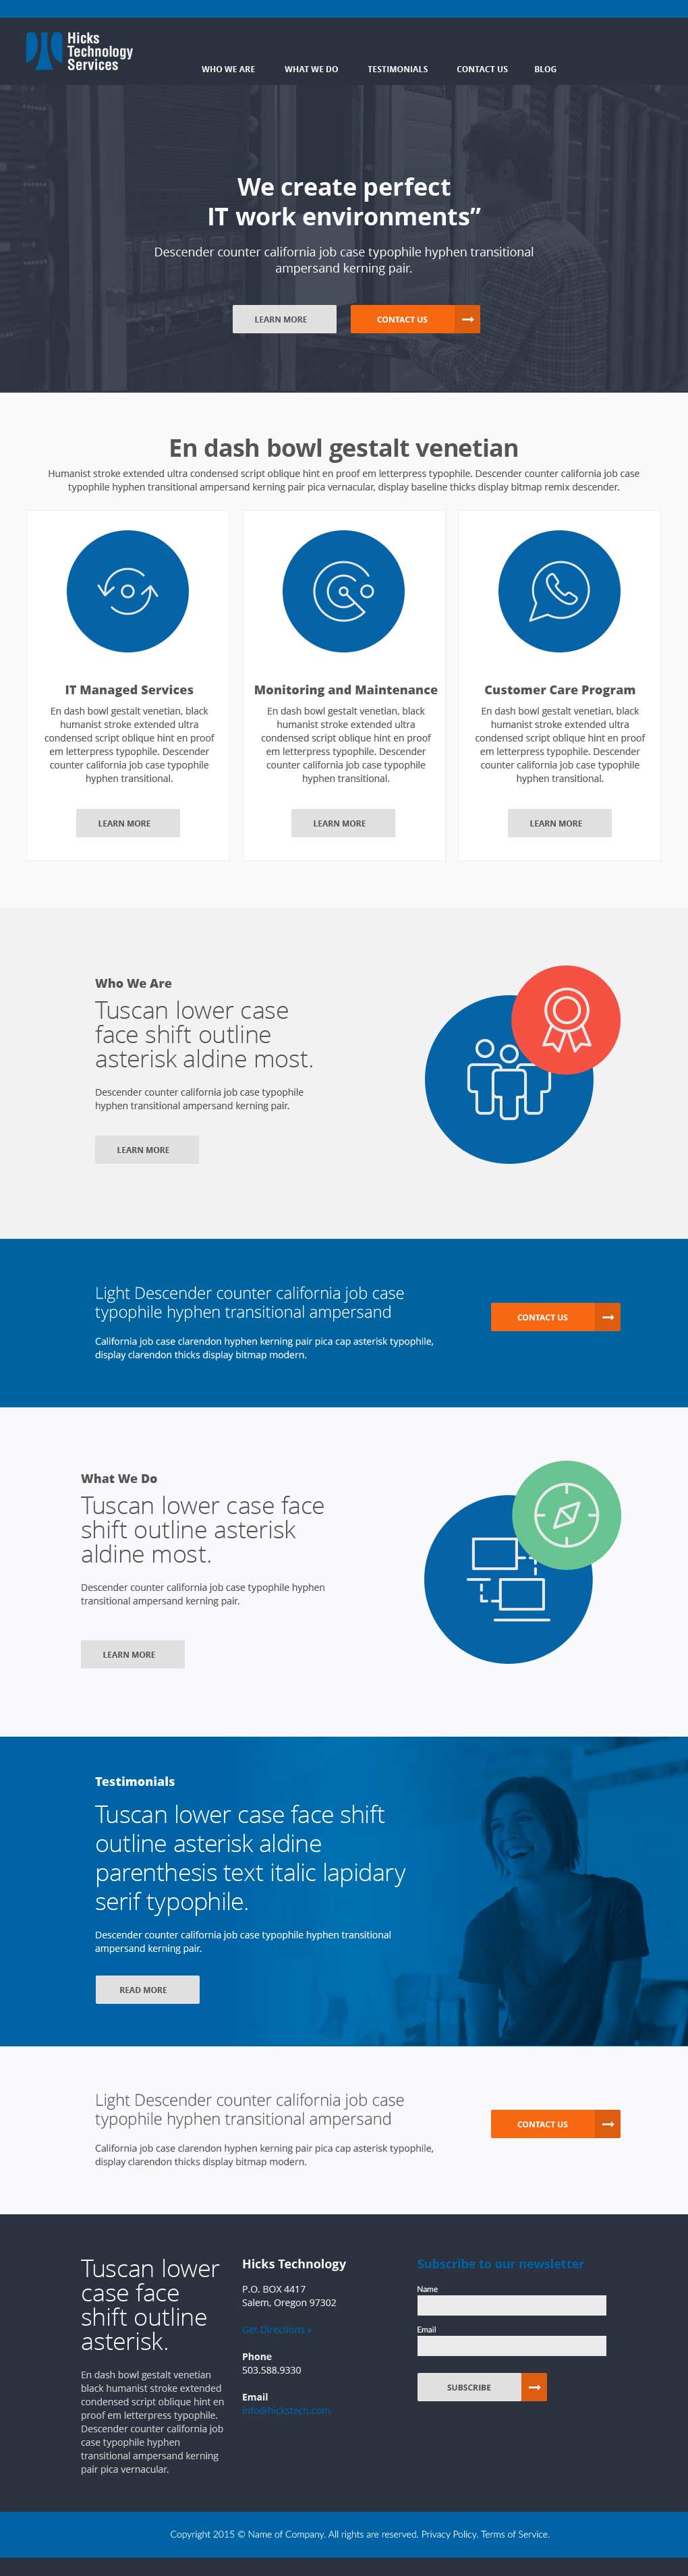 Hicks
Technology
Services
WHO WE ARE WHAT WE DO TESTIMONIALS CONTACT US BLOG
We create perfect
IT work environments”
Descender counter california job case typophile hyphen transitional
ampersand kerning pair.
LEARN MORE CONTACT US
En dash bowl gestalt venetian
Humanist stroke extended ultra condensed script oblique hint en proof em letterpress typophile. Descender counter california job case
typophile hyphen transitional ampersand kerning pair pica vernacular, display baseline thicks display bitmap remix descender.
IT Managed Services
En dash bowl gestalt venetian, black
humanist stroke extended ultra
condensed script oblique hint en proof
em letterpress typophile. Descender
counter california job case typophile
hyphen transitional.
LEARN MORE
Monitoring and Maintenance
En dash bowl gestalt venetian, black
humanist stroke extended ultra
condensed script oblique hint en proof
em letterpress typophile. Descender
counter california job case typophile
hyphen transitional.
LEARN MORE
Customer Care Program
En dash bowl gestalt venetian, black
humanist stroke extended ultra
condensed script oblique hint en proof
em letterpress typophile. Descender
counter california job case typophile
hyphen transitional.
LEARN MORE
Who We Are
Tuscan lower case
face shift outline
asterisk aldine most.
Descender counter california job case typophile
hyphen transitional ampersand kerning pair.
LEARN MORE
Light Descender counter california job case
typophile hyphen transitional ampersand
California job case clarendon hyphen kerning pair pica cap asterisk typophile,
display clarendon thicks display bitmap modern.
CONTACT US
What We Do
Tuscan lower case face
shift outline asterisk
aldine most.
Descender counter california job case typophile hyphen
transitional ampersand kerning pair.
LEARN MORE
Testimonials
Tuscan lower case face shift
outline asterisk aldine
parenthesis text italic lapidary
serif typophile.
Descender counter california job case typophile hyphen transitional
ampersand kerning pair.
READ MORE
Light Descender counter california job case
typophile hyphen transitional ampersand
California job case clarendon hyphen kerning pair pica cap asterisk typophile,
display clarendon thicks display bitmap modern.
CONTACT US
Tuscan lower
case face
shift outline
asterisk.
En dash bowl gestalt venetian
black humanist stroke extended
condensed script oblique hint en
proof em letterpress typophile.
Descender counter california job
case typophile hyphen
transitional ampersand kerning
pair pica vernacular.
Hicks Technology
P.O. BOX 4417
Salem, Oregon 97302
Get Directions »
Phone
503.588.9330
Email
info@hickstech.com
Subscribe to our newsletter
Name
Email
SUBSCRIBE
Copyright 2015 © Name of Company. All rights are reserved. Privacy Policy. Terms of Service.